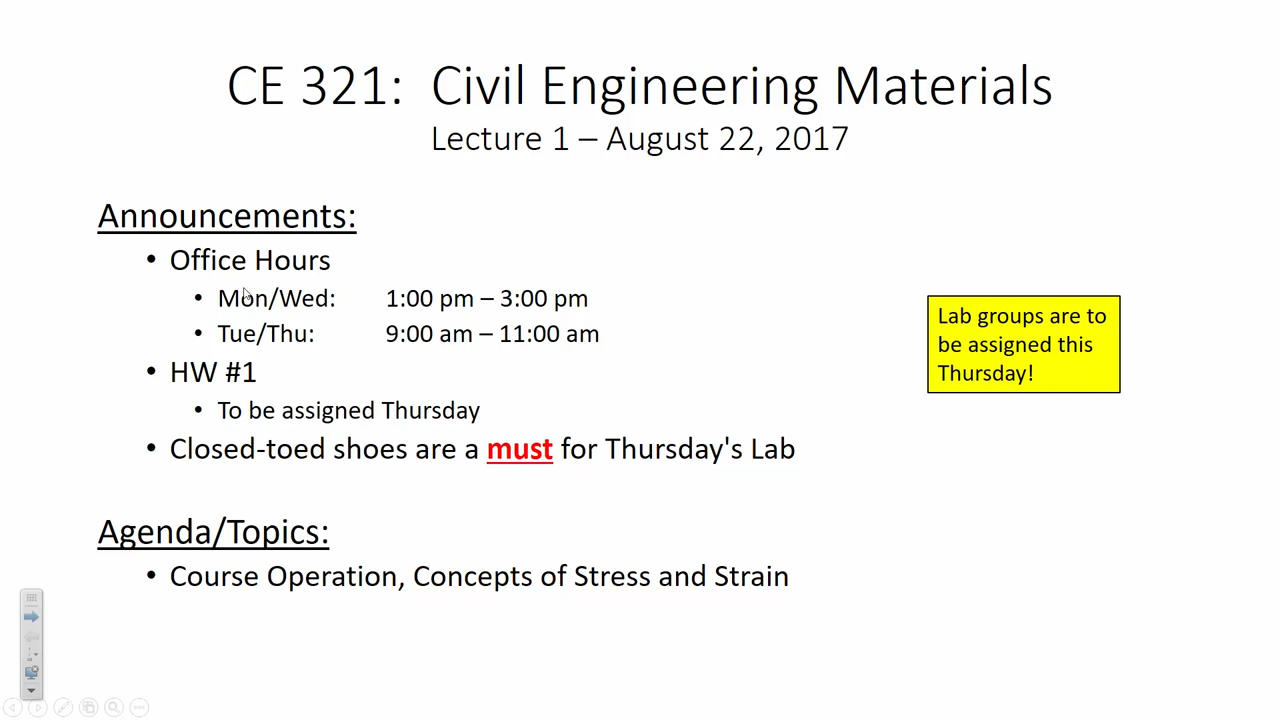 CE 321: Civil Engineering Materials
Lecture 1 – August 22, 2017
Announcements:
• Office Hours
• Mon/Wed: 1:00 pm – 3:00 pm
• Tue/Thu: 9:00 am – 11:00 am
• HW #1
• To be assigned Thursday
• Closed-toed shoes are a must for Thursday's Lab
Lab groups are to
be assigned this
Thursday!
Agenda/Topics:
• Course Operation, Concepts of Stress and Strain